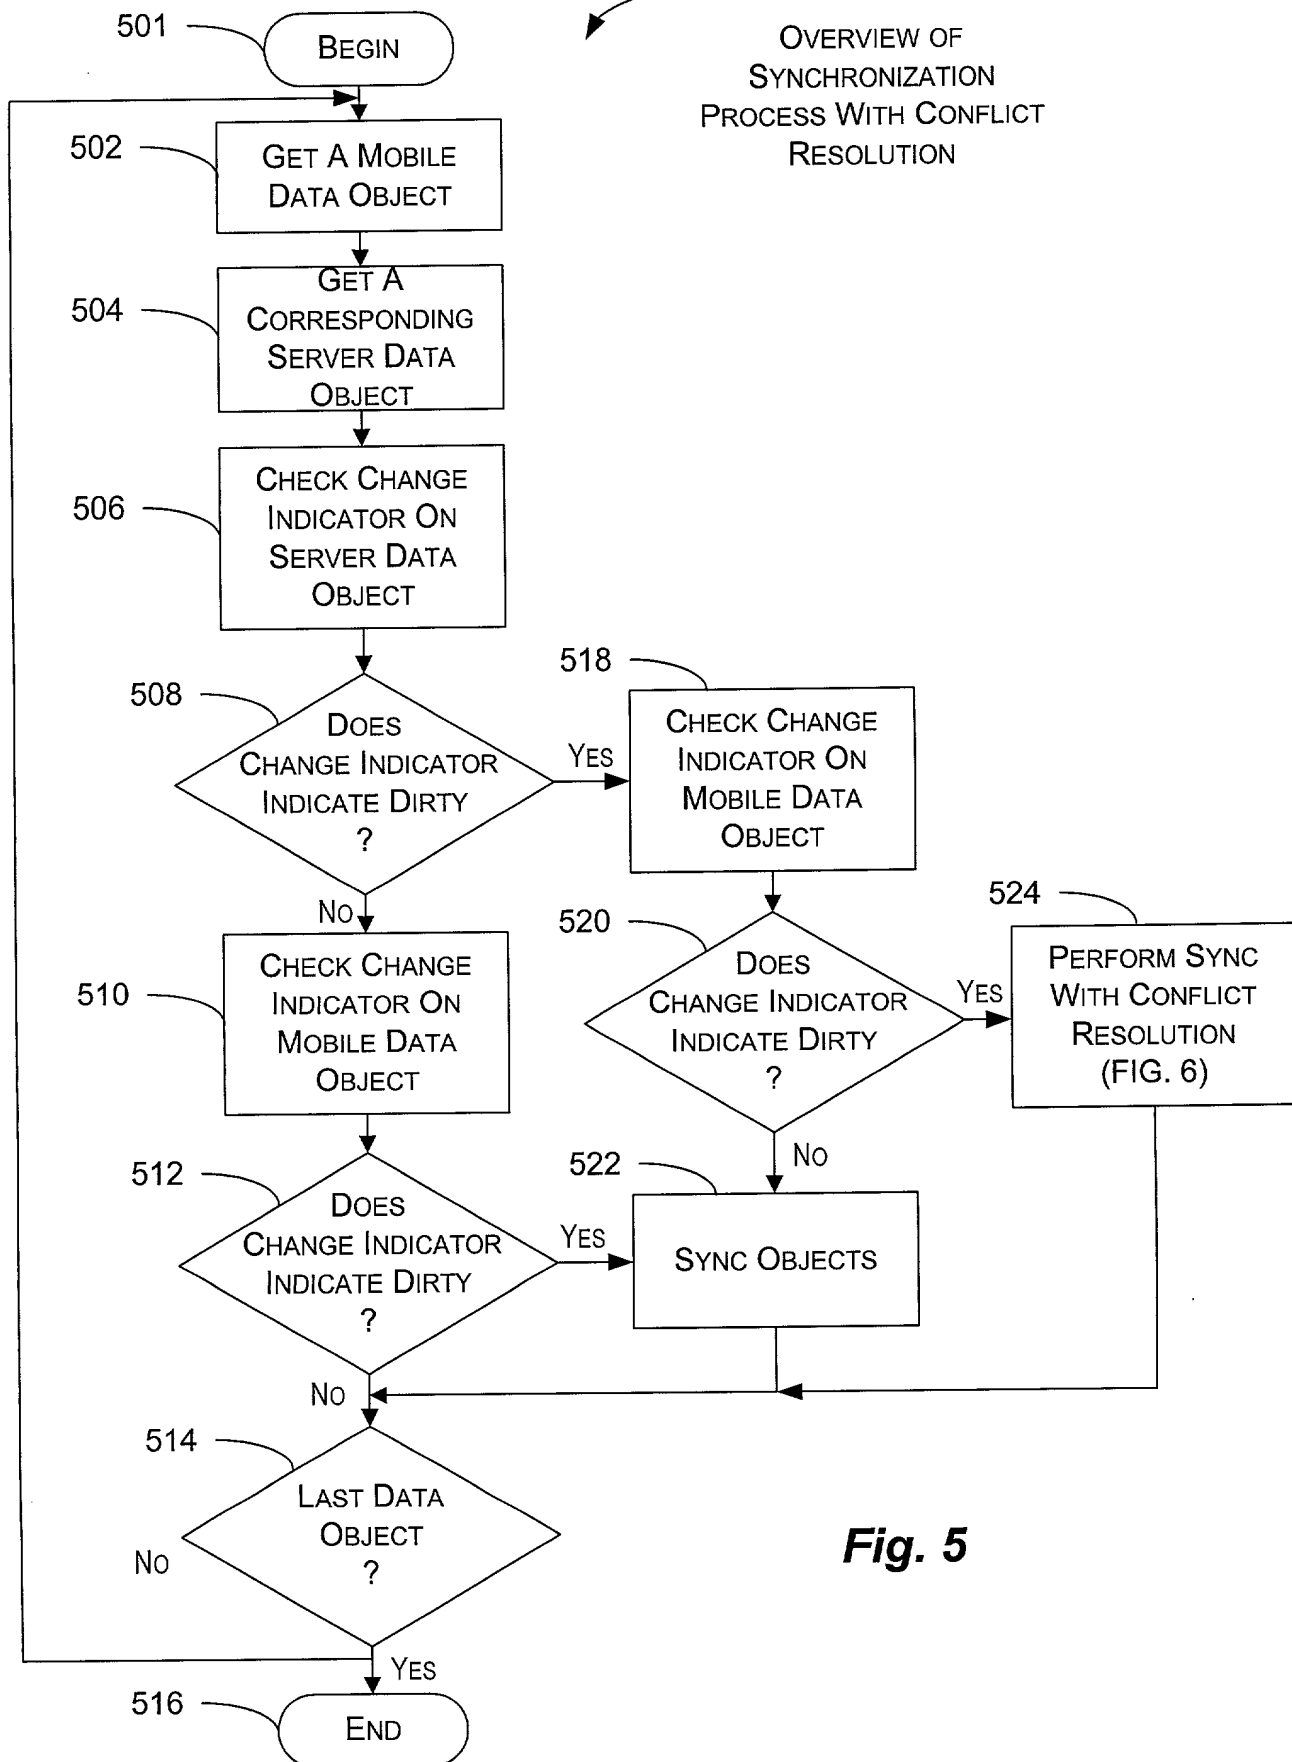 501
BEGIN
OVERVIEW OF
SYNCHRONIZATION
PROCESS WITH CONFLICT
RESOLUTION
502
GET A MOBILE
DATA OBJECT
504
GET A
CORRESPONDING
SERVER DATA
OBJECT
506
CHECK CHANGE
INDICATOR ON
SERVER DATA
OBJECT
508
DOES
CHANGE INDICATOR
INDICATE DIRTY
?
YES
NO
518
CHECK CHANGE
INDICATOR ON
MOBILE DATA
OBJECT
510
CHECK CHANGE
INDICATOR ON
MOBILE DATA
OBJECT
520
DOES
CHANGE INDICATOR
INDICATE DIRTY
?
YES
NO
524
PERFORM SYNC
WITH CONFLICT
RESOLUTION
(FIG. 6)
512
DOES
CHANGE INDICATOR
INDICATE DIRTY
?
YES
NO
522
SYNC OBJECTS
514
LAST DATA
OBJECT
?
NO
YES
Fig. 5
516
END